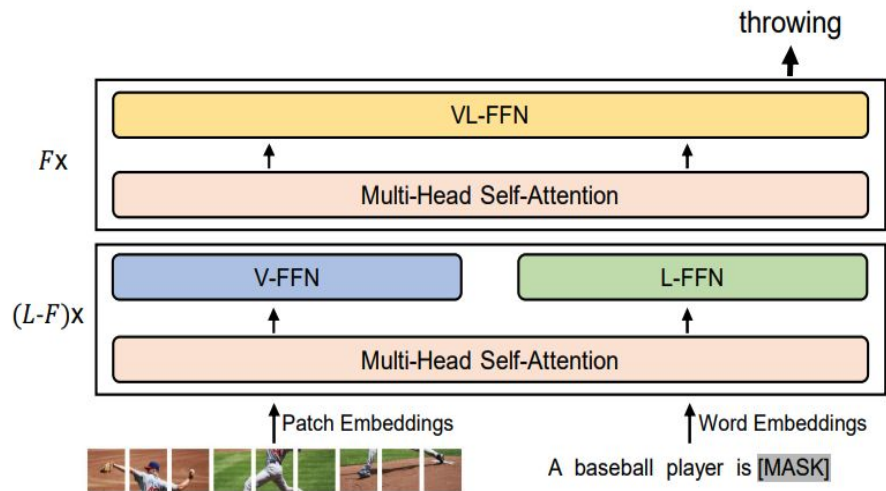 throwing
VL-FFN
Fx
Multi-Head Self-Attention
V-FFN L-FFN
(L-F)x
Multi-Head Self-Attention
Patch Embeddings Word Embeddings
A baseball player is [MASK]